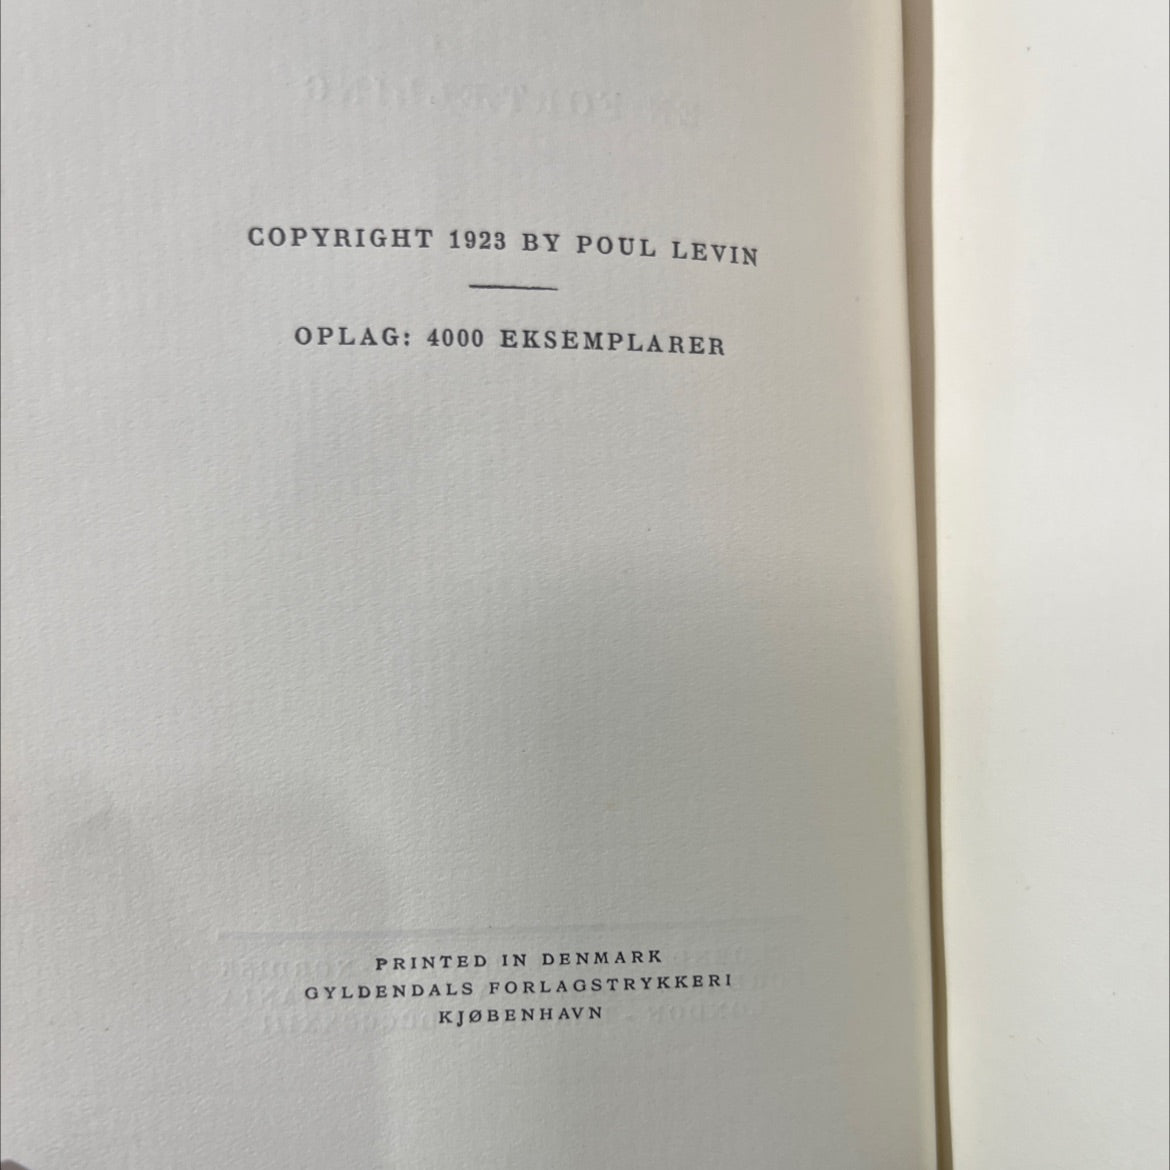 COPYRIGHT 1923 BY POUL LEVIN
OPLAG: 4000 EKSEMPLARER
PRINTED IN DENMARK
GYLDENDALS FORLAGSTRYKKERI
KJØBENHAVN